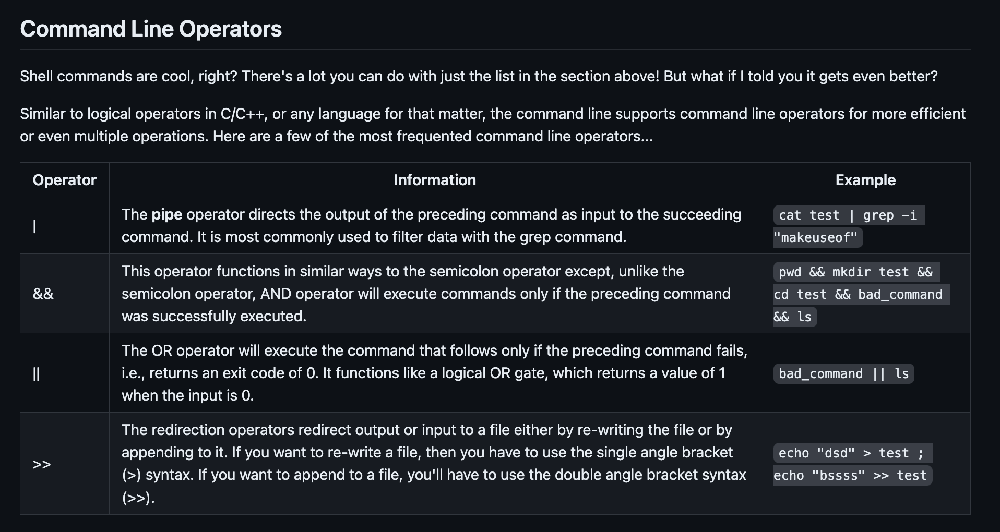 Command Line Operators
Shell commands are cool, right? There's a lot you can do with just the list in the section above! But what if I told you it gets even better?
Similar to logical operators in C/C++, or any language for that matter, the command line supports command line operators for more efficient
or even multiple operations. Here are a few of the most frequented command line operators...
Operator Information Example
|
The pipe operator directs the output of the preceding command as input to the succeeding
command. It is most commonly used to filter data with the grep command.
cat test | grep -i
"makeuseof"
&&
This operator functions in similar ways to the semicolon operator except, unlike the
semicolon operator, AND operator will execute commands only if the preceding command
was successfully executed.
pwd && mkdir test &&
cd test && bad_command
&& ls
||
The OR operator will execute the command that follows only if the preceding command fails,
i.e., returns an exit code of 0. It functions like a logical OR gate, which returns a value of 1
when the input is 0.
bad_command || ls
>>
The redirection operators redirect output or input to a file either by re-writing the file or by
appending to it. If you want to re-write a file, then you have to use the single angle bracket
(>) syntax. If you want to append to a file, you'll have to use the double angle bracket syntax
(>>).
echo "dsd" > test ;
echo "bssss" >> test